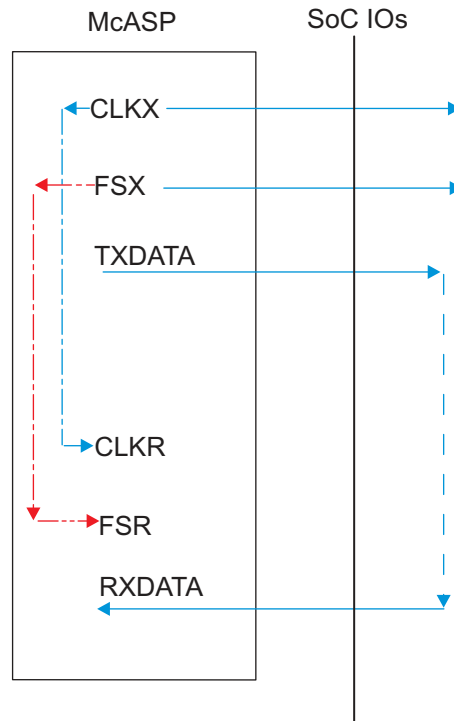 McASP
SoC IOs
CLKX
FSX
TXDATA
CLKR
FSR
RXDATA